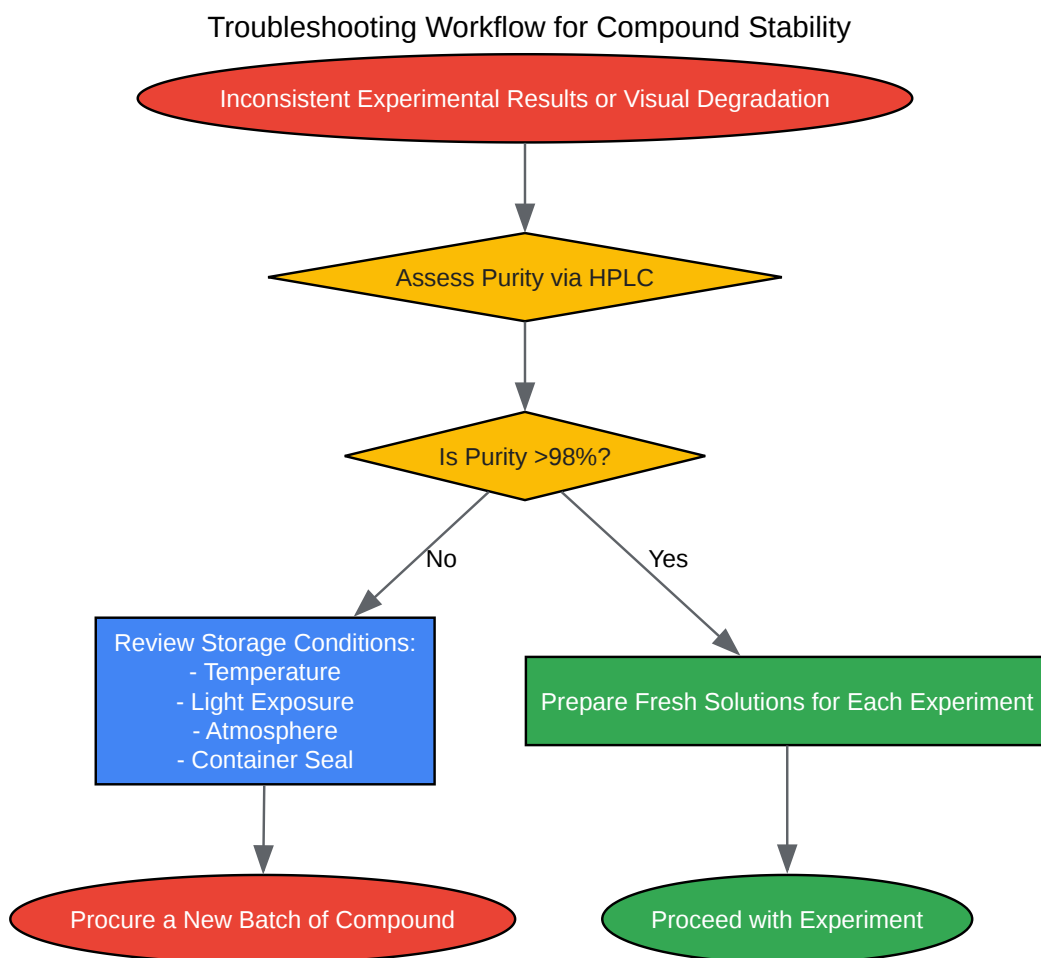 Troubleshooting Workflow for Compound Stability
Inconsistent Experimental Results or Visual Degradation
Assess Purity via HPLC
Is Purity >98%?
No
Yes
Review Storage Conditions:
- Temperature
- Light Exposure
- Atmosphere
- Container Seal
Prepare Fresh Solutions for Each Experiment
Procure a New Batch of Compound
Proceed with Experiment